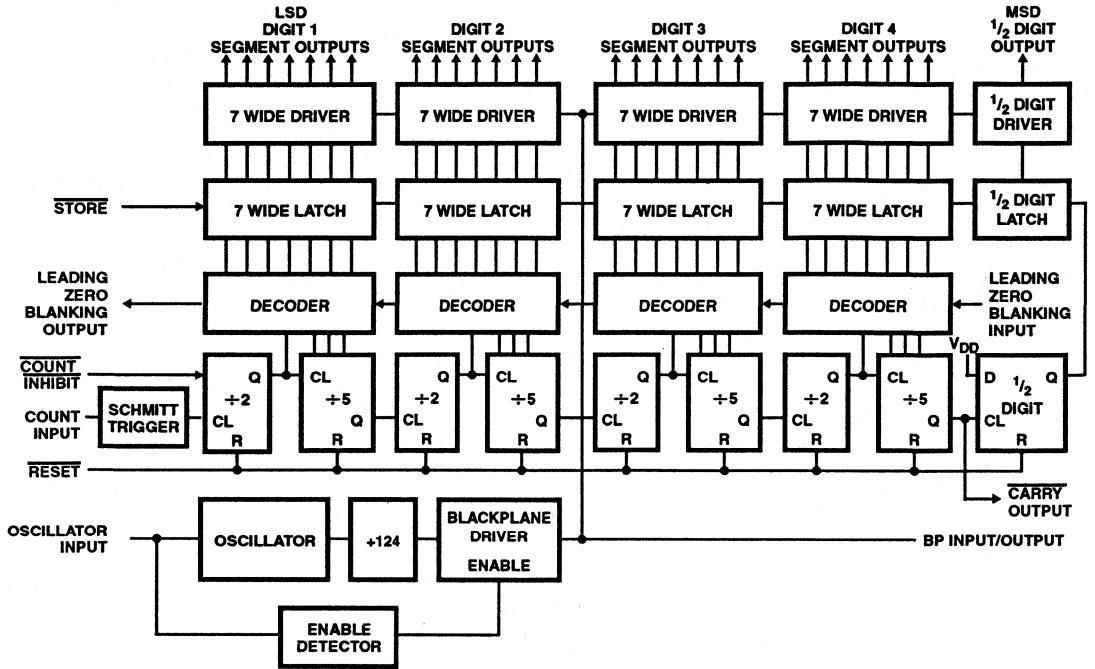 LSD
DIGIT 1
SEGMENT OUTPUTS
DIGIT 2
SEGMENT OUTPUTS
DIGIT 3
SEGMENT OUTPUTS
DIGIT 4
SEGMENT OUTPUTS
MSD
1/2 DIGIT
OUTPUT
7 WIDE DRIVER
7 WIDE DRIVER
7 WIDE DRIVER
7 WIDE DRIVER
1/2 DIGIT
DRIVER
STORE
7 WIDE LATCH
7 WIDE LATCH
7 WIDE LATCH
7 WIDE LATCH
1/2 DIGIT
LATCH
LEADING
ZERO
BLANKING
OUTPUT
DECODER
DECODER
DECODER
DECODER
LEADING
ZERO
BLANKING
INPUT
COUNT
INHIBIT
COUNT
INPUT
SCHMITT
TRIGGER
Q
÷2
CL
R
CL
÷5
Q
R
Q
÷2
CL
R
CL
÷5
Q
R
Q
÷2
CL
R
CL
÷5
Q
R
Q
÷2
CL
R
CL
÷5
Q
R
VDD
D
Q
1/2
DIGIT
CL
R
RESET
CARRY
OUTPUT
OSCILLATOR
INPUT
OSCILLATOR
+124
BLACKPLANE
DRIVER
ENABLE
BP INPUT/OUTPUT
ENABLE
DETECTOR